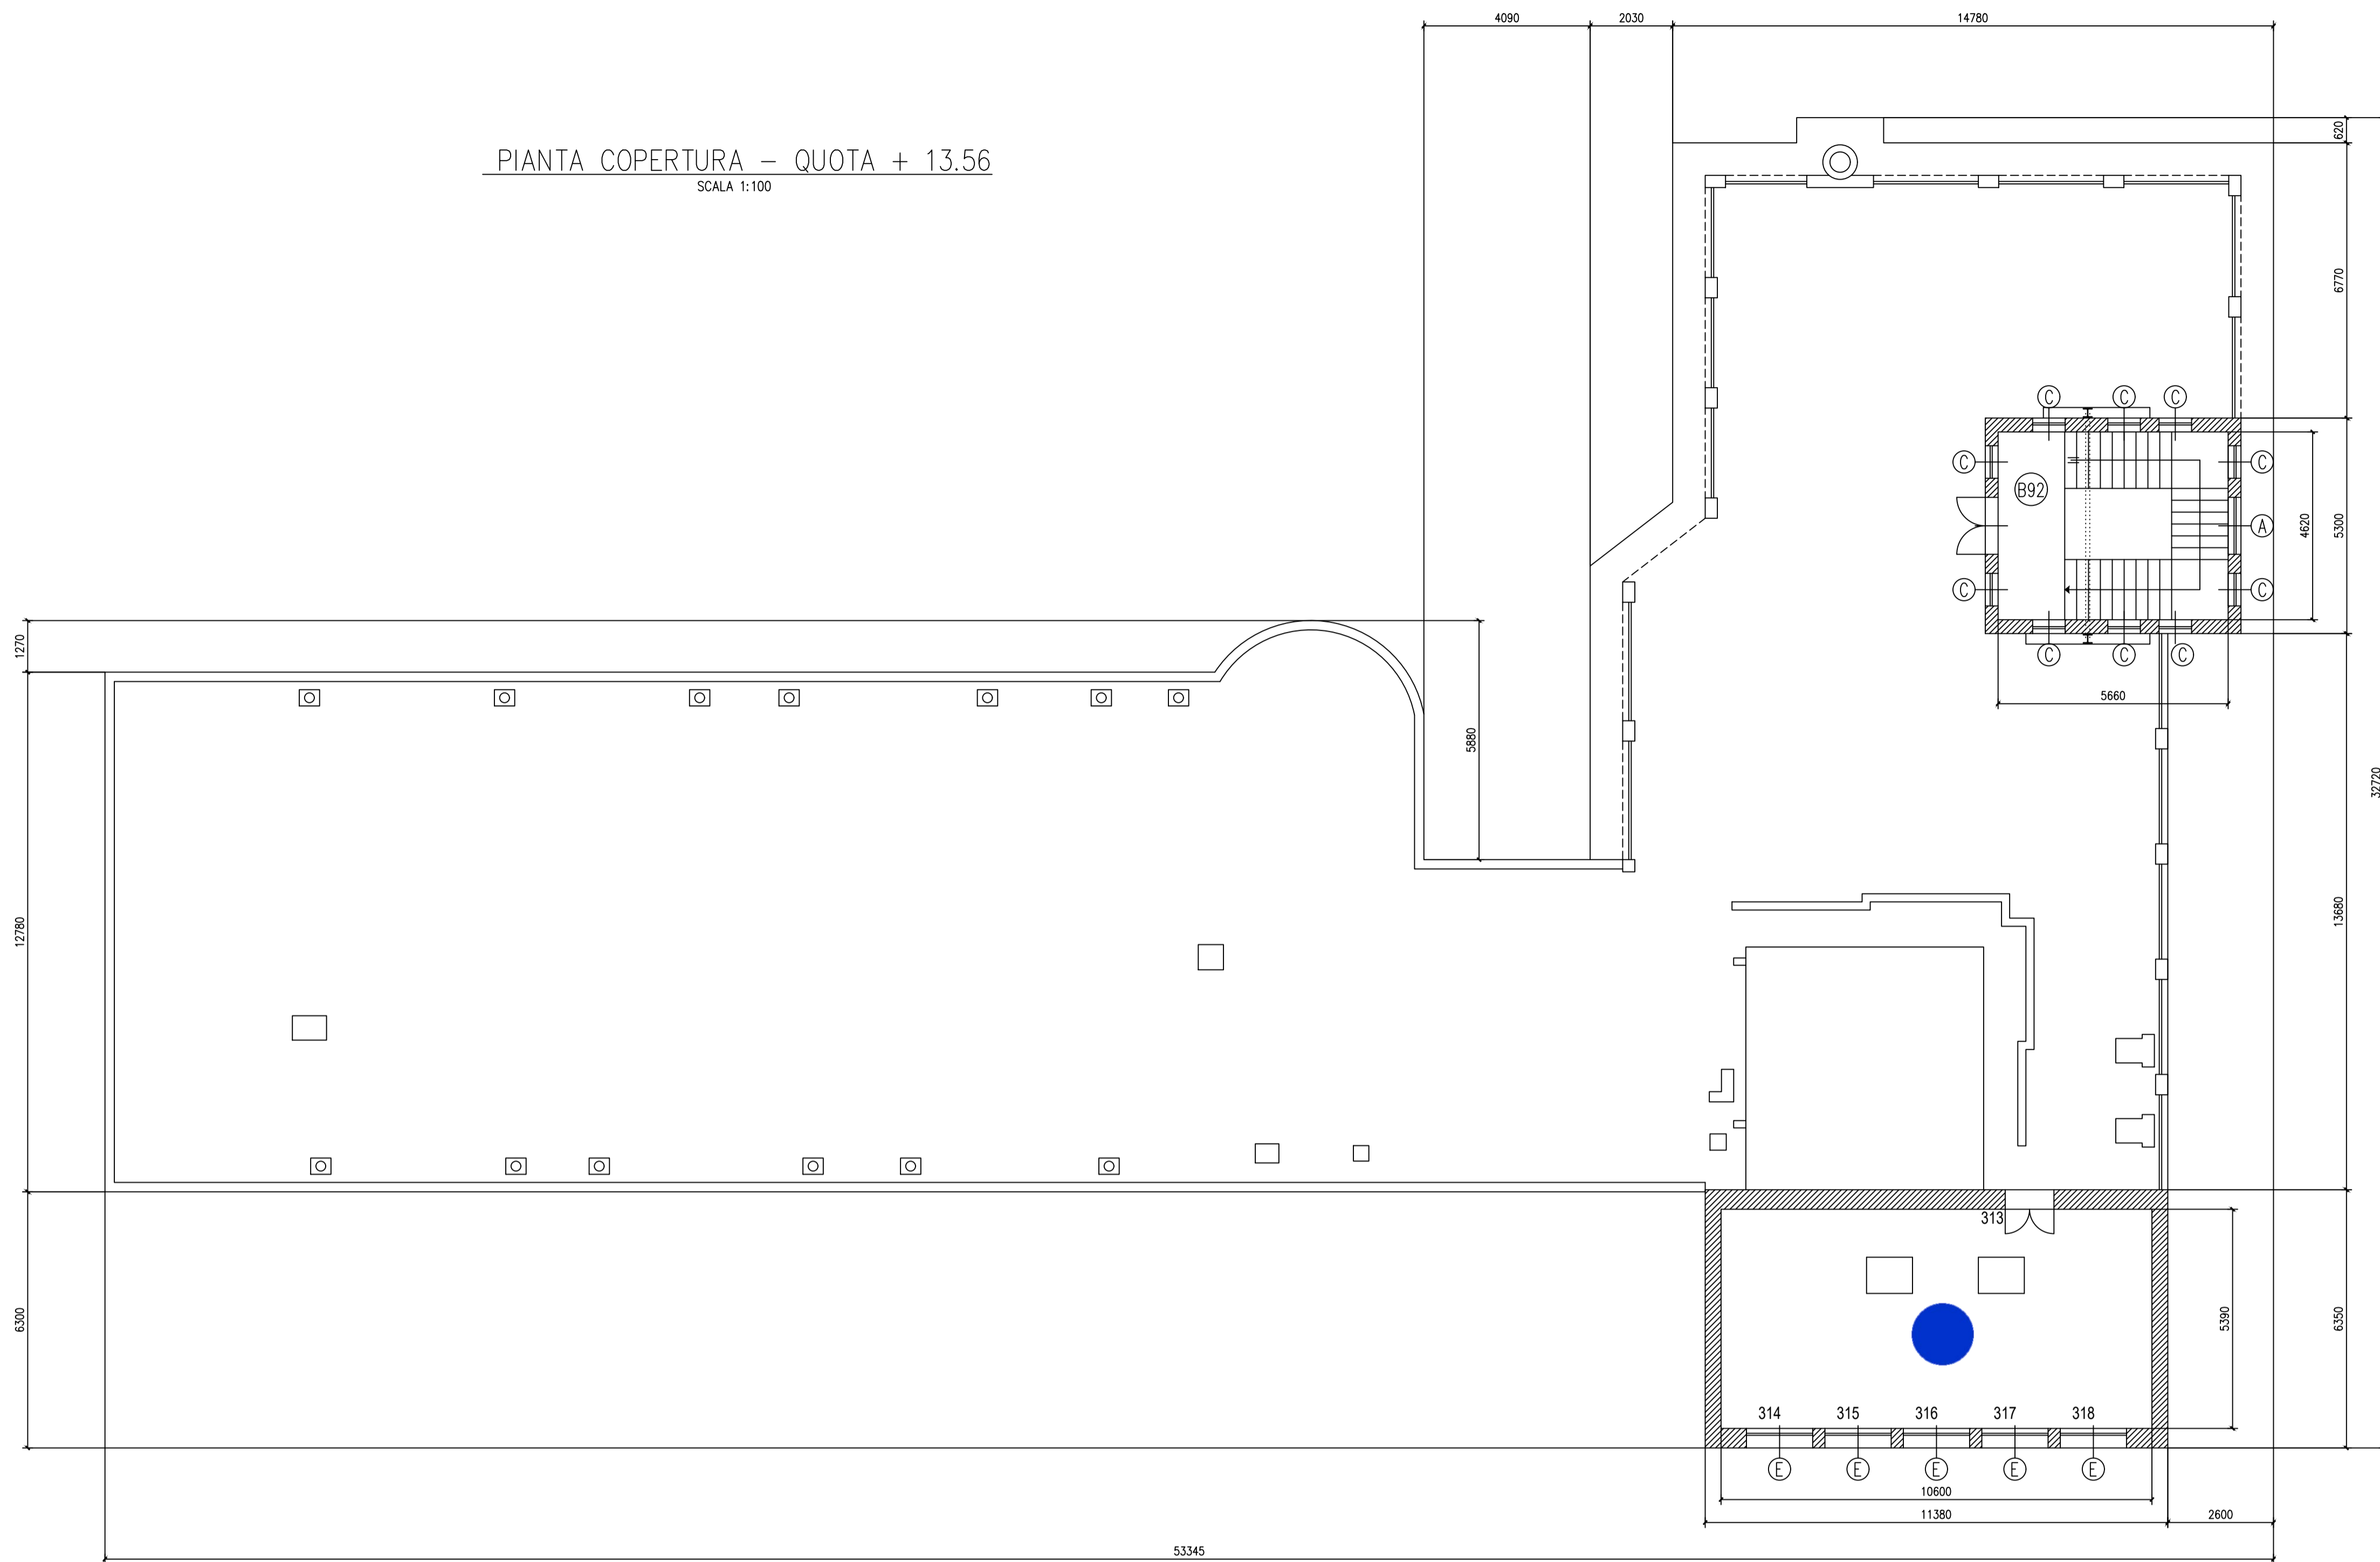 4090 2030 14780
620
PIANTA COPERTURA – QUOTA + 13.56
SCALA 1:100
6770
C C C
C C
B92
A
4620 5300
C C
C C C
1270
5660
5880
32720
12780
13680
313
6300
5390 6350
314 315 316 317 318
E E E E E
10600
11380 2600
53345